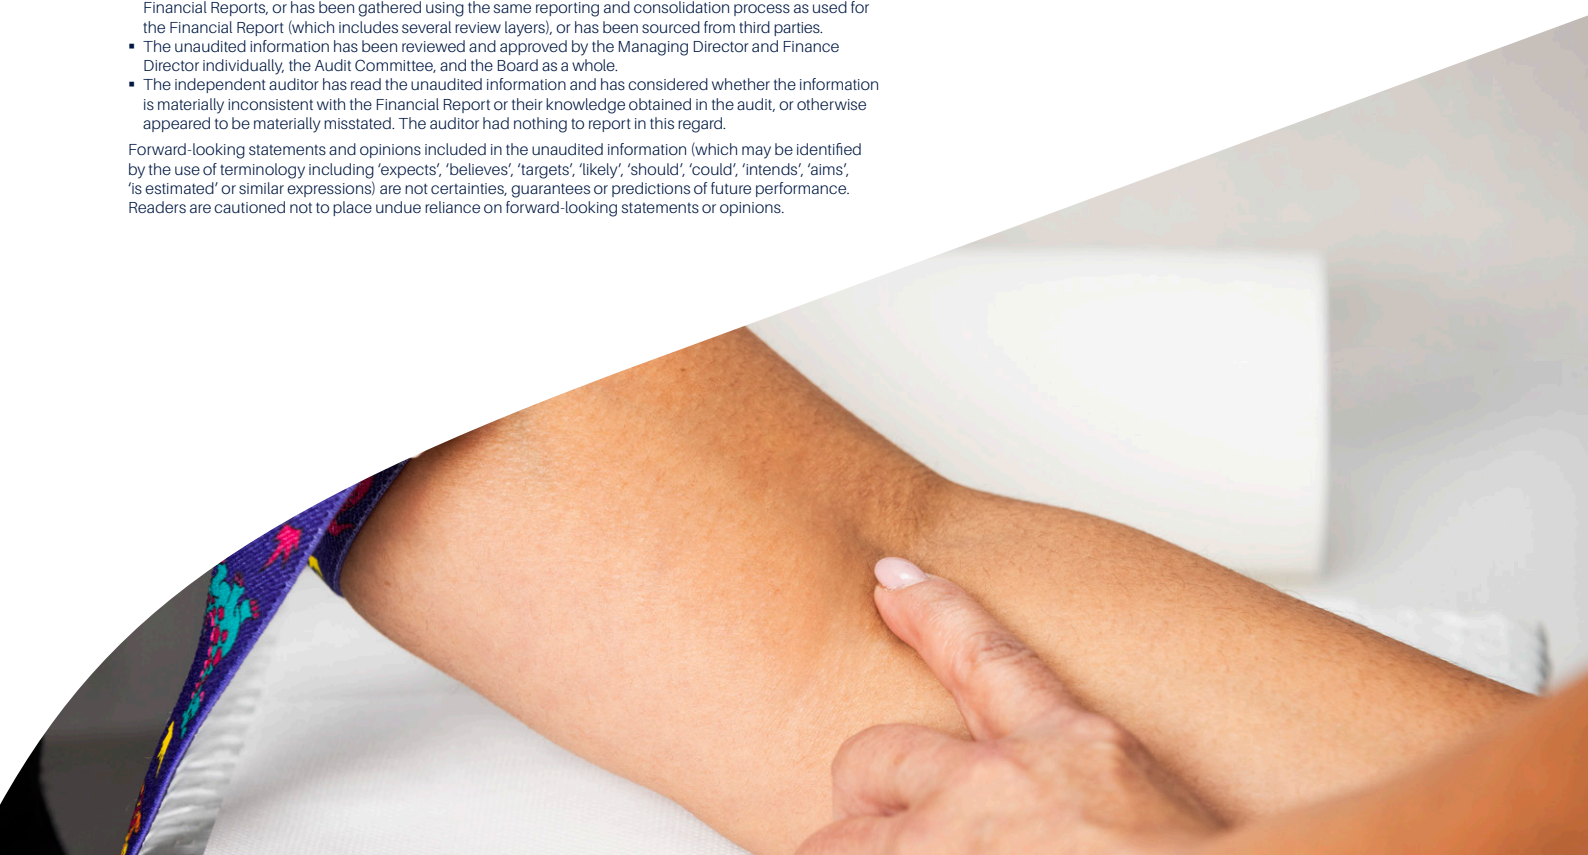 Financial Reports, or has been gathered using the same reporting and consolidation process as used for
the Financial Report (which includes several review layers), or has been sourced from third parties.
▪ The unaudited information has been reviewed and approved by the Managing Director and Finance
Director individually, the Audit Committee, and the Board as a whole.
▪ The independent auditor has read the unaudited information and has considered whether the information
is materially inconsistent with the Financial Report or their knowledge obtained in the audit, or otherwise
appeared to be materially misstated. The auditor had nothing to report in this regard.
Forward-looking statements and opinions included in the unaudited information (which may be identified
by the use of terminology including ‘expects’, ‘believes’, ‘targets’, ‘likely’, ‘should’, ‘could’, ‘intends’, ‘aims’,
‘is estimated’ or similar expressions) are not certainties, guarantees or predictions of future performance.
Readers are cautioned not to place undue reliance on forward-looking statements or opinions.